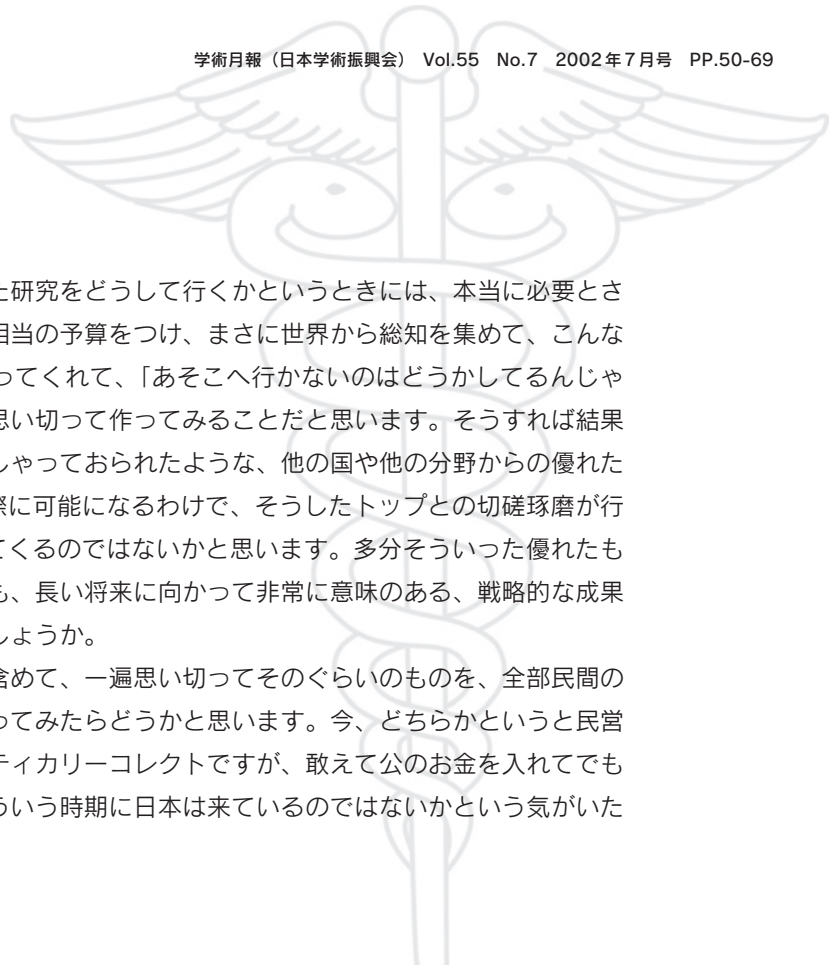 学術月報（日本学術振興会） Vol.55 No.7 2002年7月号 PP.50-69
た研究をどうして行くかというときには、本当に必要とさ
相当の予算をつけ、まさに世界から総知を集めて、こんな
ってくれて、「あそこへ行かないのはどうかしてるんじゃ
思い切って作ってみることだと思います。そうすれば結果
しゃっておられたような、他の国や他の分野からの優れた
際に可能になるわけで、そうしたトップとの切磋琢磨が行
てくるのではないかと思います。多分そういった優れたも
も、長い将来に向かって非常に意味のある、戦略的な成果
しょうか。
含めて、一遍思い切ってそのぐらいのものを、全部民間の
ってみたらどうかと思います。今、どちらかというと民営
ティカリーコレクトですが、敢えて公のお金を入れてでも
ういう時期に日本は来ているのではないかという気がいた